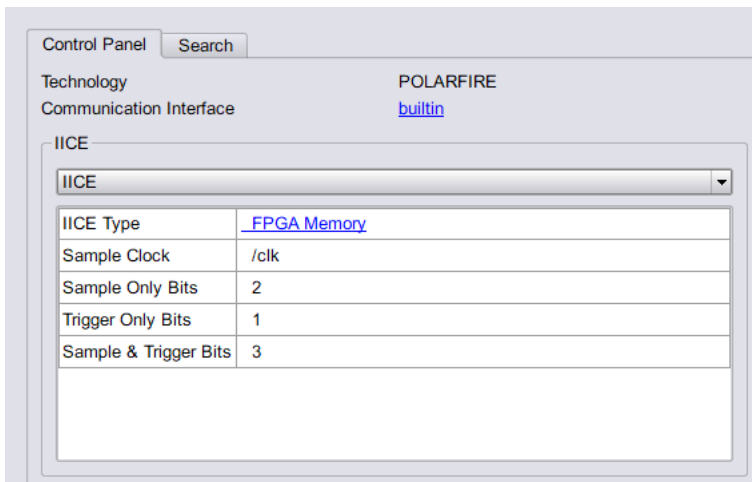 Control Panel Search
Technology POLARFIRE
Communication Interface builtin
IICE
IICE
IICE Type FPGA Memory
Sample Clock /clk
Sample Only Bits 2
Trigger Only Bits 1
Sample & Trigger Bits 3